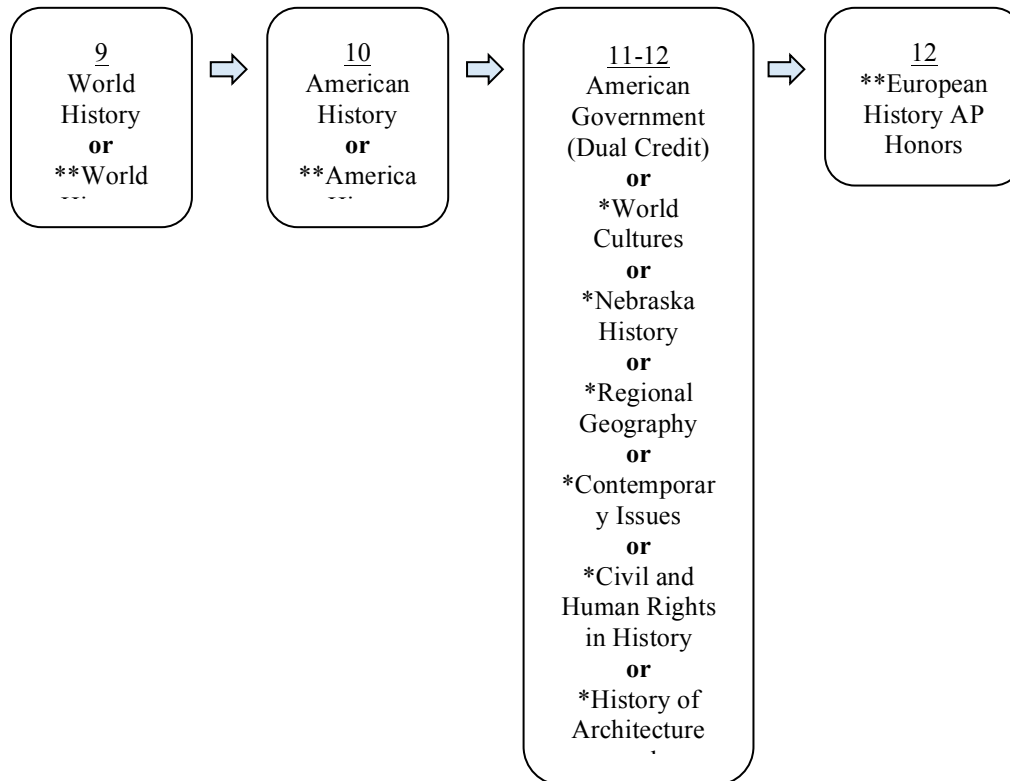 9
World
History
or
**World
10
American
History
or
**America
11-12
American
Government
(Dual Credit)
or
*World
Cultures
or
*Nebraska
History
or
*Regional
Geography
or
*Contemporar
y Issues
or
*Civil and
Human Rights
in History
or
*History of
Architecture
12
**European
History AP
Honors